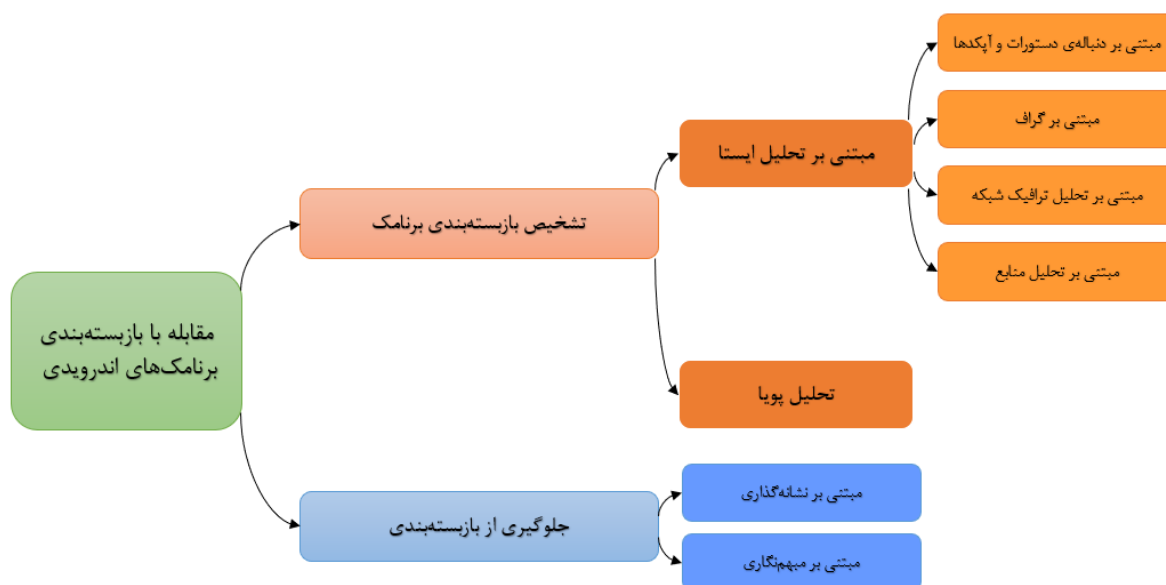 مبتنی بر دنباله‌ی دستورات و آپکدها
مبتنی بر گراف
مبتنی بر تحلیل ایستا
مبتنی بر تحلیل ترافیک شبکه
تشخیص بازبسته‌بندی برنامک
مبتنی بر تحلیل منابع
مقابله با بازبسته‌بندی
برنامک‌های اندرویدی
تحلیل پویا
مبتنی بر نشانه‌گذاری
جلوگیری از بازبسته‌بندی
مبتنی بر مبهم‌نگاری